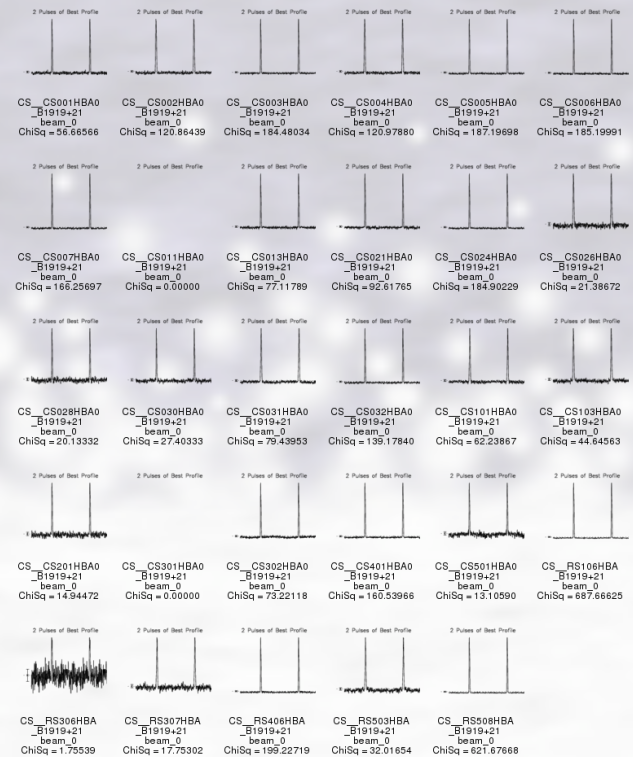 2 Pulses of Best Profile 2 Pulses of Best Profile 2 Pulses of Best Profile 2 Pulses of Best Profile 2 Pulses of Best Profile 2 Pulses of Best Profile
CS__CS001HBA0 CS__CS002HBA0 CS__CS003HBA0 CS__CS004HBA0 CS__CS005HBA0 CS__CS006HBA0
_B1919+21 _B1919+21 _B1919+21 _B1919+21 _B1919+21 _B1919+21
beam_0 beam_0 beam_0 beam_0 beam_0 beam_0
ChiSq = 56.66566 ChiSq = 120.86439 ChiSq = 184.48034 ChiSq = 120.97880 ChiSq = 187.19698 ChiSq = 185.19991
2 Pulses of Best Profile 2 Pulses of Best Profile 2 Pulses of Best Profile 2 Pulses of Best Profile 2 Pulses of Best Profile 2 Pulses of Best Profile
CS__CS007HBA0 CS__CS011HBA0 CS__CS013HBA0 CS__CS021HBA0 CS__CS024HBA0 CS__CS026HBA0
_B1919+21 _B1919+21 _B1919+21 _B1919+21 _B1919+21 _B1919+21
beam_0 beam_0 beam_0 beam_0 beam_0 beam_0
ChiSq = 166.25697 ChiSq = 0.00000 ChiSq = 77.11789 ChiSq = 92.61765 ChiSq = 184.90229 ChiSq = 21.38672
2 Pulses of Best Profile 2 Pulses of Best Profile 2 Pulses of Best Profile 2 Pulses of Best Profile 2 Pulses of Best Profile 2 Pulses of Best Profile
CS__CS028HBA0 CS__CS030HBA0 CS__CS031HBA0 CS__CS032HBA0 CS__CS101HBA0 CS__CS103HBA0
_B1919+21 _B1919+21 _B1919+21 _B1919+21 _B1919+21 _B1919+21
beam_0 beam_0 beam_0 beam_0 beam_0 beam_0
ChiSq = 20.13332 ChiSq = 27.40333 ChiSq = 79.43953 ChiSq = 139.17840 ChiSq = 62.23867 ChiSq = 44.64563
2 Pulses of Best Profile 2 Pulses of Best Profile 2 Pulses of Best Profile 2 Pulses of Best Profile 2 Pulses of Best Profile 2 Pulses of Best Profile
CS__CS201HBA0 CS__CS301HBA0 CS__CS302HBA0 CS__CS401HBA0 CS__CS501HBA0 CS__RS106HBA
_B1919+21 _B1919+21 _B1919+21 _B1919+21 _B1919+21 _B1919+21
beam_0 beam_0 beam_0 beam_0 beam_0 beam_0
ChiSq = 14.94472 ChiSq = 0.00000 ChiSq = 73.22118 ChiSq = 160.53966 ChiSq = 13.10590 ChiSq = 687.66625
2 Pulses of Best Profile 2 Pulses of Best Profile 2 Pulses of Best Profile 2 Pulses of Best Profile 2 Pulses of Best Profile
CS__RS306HBA CS__RS307HBA CS__RS406HBA CS__RS503HBA CS__RS508HBA
_B1919+21 _B1919+21 _B1919+21 _B1919+21 _B1919+21
beam_0 beam_0 beam_0 beam_0 beam_0
ChiSq = 1.75539 ChiSq = 17.75302 ChiSq = 199.22719 ChiSq = 32.01654 ChiSq = 621.67668